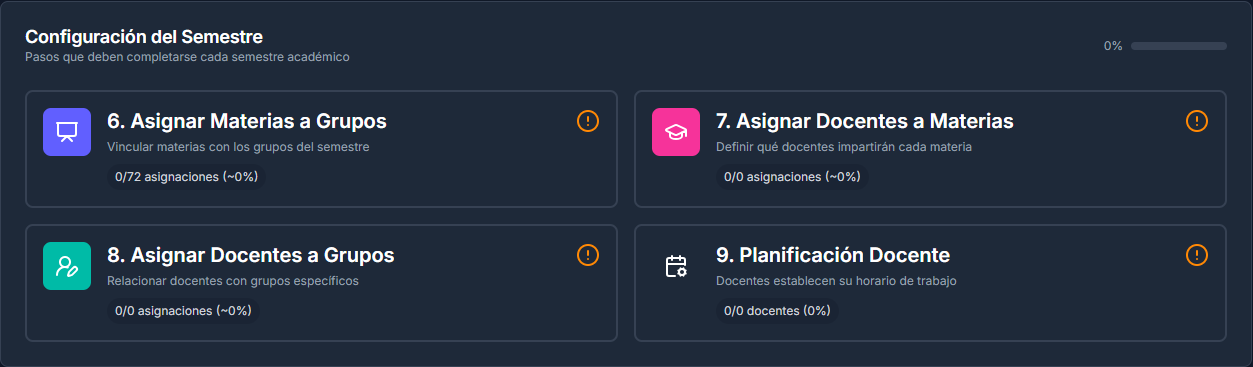 Configuración del Semestre
Pasos que deben completarse cada semestre académico
0%
6. Asignar Materias a Grupos
Vincular materias con los grupos del semestre
0/72 asignaciones (~0%)
7. Asignar Docentes a Materias
Definir qué docentes impartirán cada materia
0/0 asignaciones (~0%)
8. Asignar Docentes a Grupos
Relacionar docentes con grupos específicos
0/0 asignaciones (~0%)
9. Planificación Docente
Docentes establecen su horario de trabajo
0/0 docentes (0%)